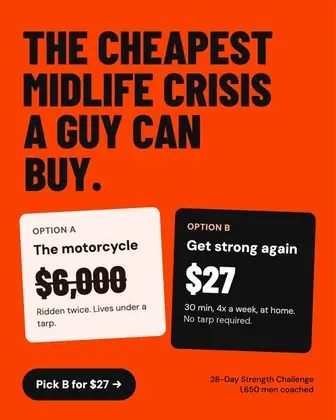 THE CHEAPEST
MIDLIFE CRISIS
A GUY CAN
BUY.
OPTION A
The motorcycle
$6,000
Ridden twice. Lives under a
tarp.
OPTION B
Get strong again
$27
30 min, 4x a week, at home.
No tarp required.
Pick B for $27 →
28-Day Strength Challenge
1,650 men coached